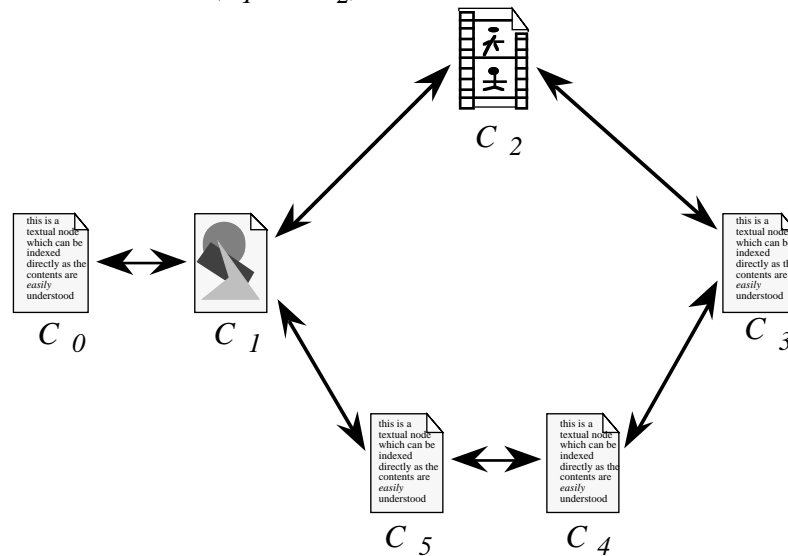 C 2
this is a
textual node
which can be
indexed
directly as the
contents are
easily
understood
C 0
C 1
this is a
textual node
which can be
indexed
directly as th
contents are
easily
understood
C 3
this is a
textual node
which can be
indexed
directly as the
contents are
easily
understood
C 5
this is a
textual node
which can be
indexed
directly as the
contents are
easily
understood
C 4